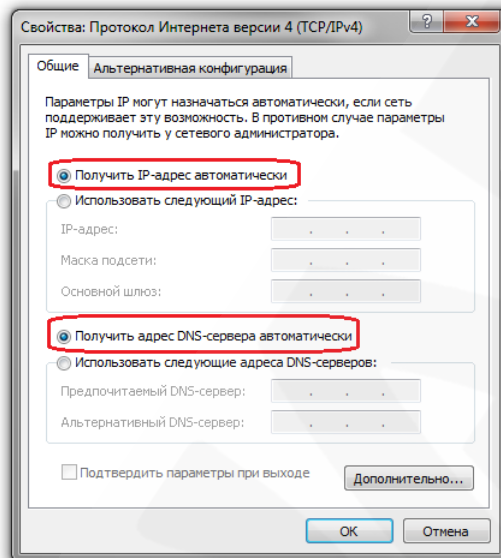 Свойства: Протокол Интернета версии 4 (TCP/IPv4)
Общие
Альтернативная конфигурация
Параметры IP могут назначаться автоматически, если сеть
поддерживает эту возможность. В противном случае параметры
IP можно получить у сетевого администратора.
Получить IP-адрес автоматически
Использовать следующий IP-адрес:
IP-адрес:
Маска подсети:
Основной шлюз:
Получить адрес DNS-сервера автоматически
Использовать следующие адреса DNS-серверов:
Предпочитаемый DNS-сервер:
Альтернативный DNS-сервер:
Подтвердить параметры при выходе
Дополнительно...
ОК
Отмена